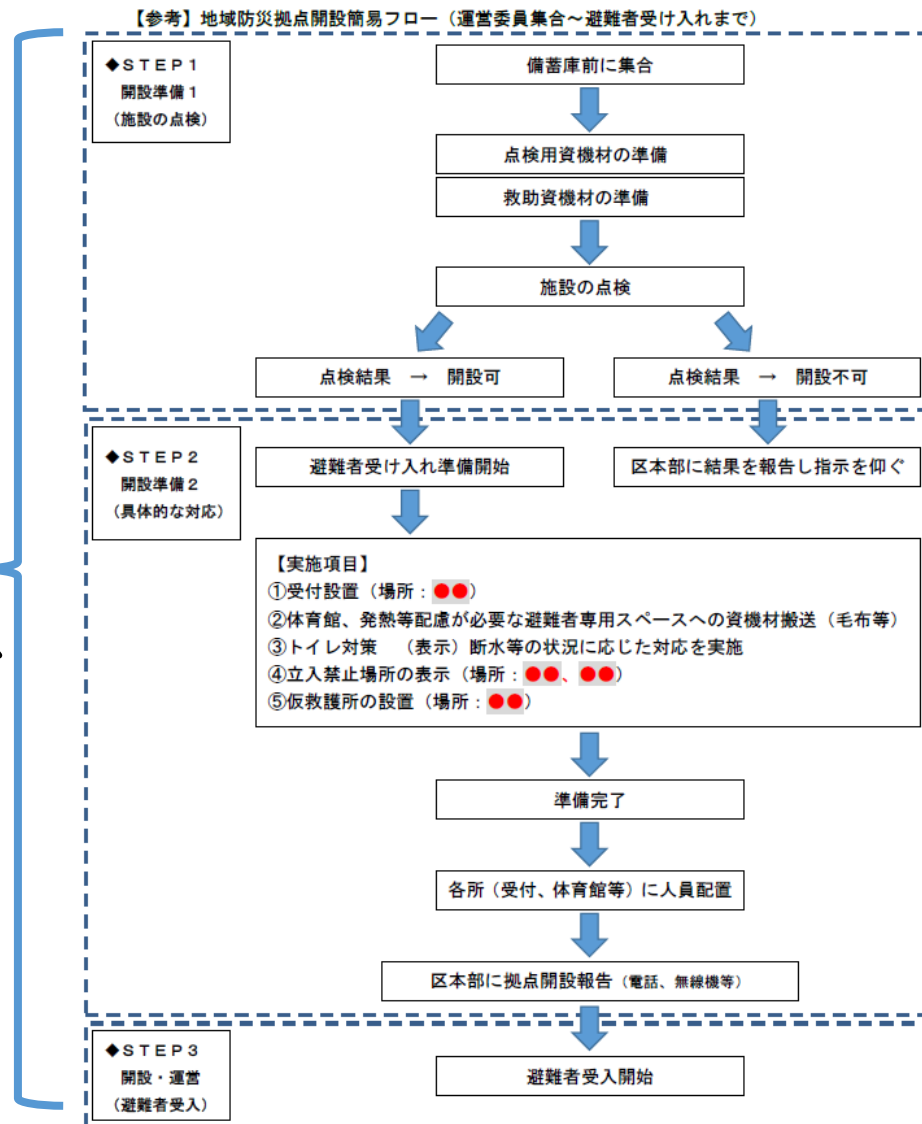 【参考】地域防災拠点開設簡易フロー（運営委員集合～避難者受け入れまで）
◆ＳＴＥＰ１
開設準備１
（施設の点検）
備蓄庫前に集合
点検用資機材の準備
救助資機材の準備
施設の点検
点検結果　→　開設可
点検結果　→　開設不可
◆ＳＴＥＰ２
開設準備２
（具体的な対応）
避難者受け入れ準備開始
区本部に結果を報告し指示を仰ぐ
【実施項目】
①受付設置（場所：●●）
②体育館、発熱等配慮が必要な避難者専用スペースへの資機材搬送（毛布等）
③トイレ対策　（表示）断水等の状況に応じた対応を実施
④立入禁止場所の表示（場所：●●、●●）
⑤仮救護所の設置（場所：●●）
準備完了
各所（受付、体育館等）に人員配置
区本部に拠点開設報告（電話、無線機等）
◆ＳＴＥＰ３
開設・運営
（避難者受入）
避難者受入開始